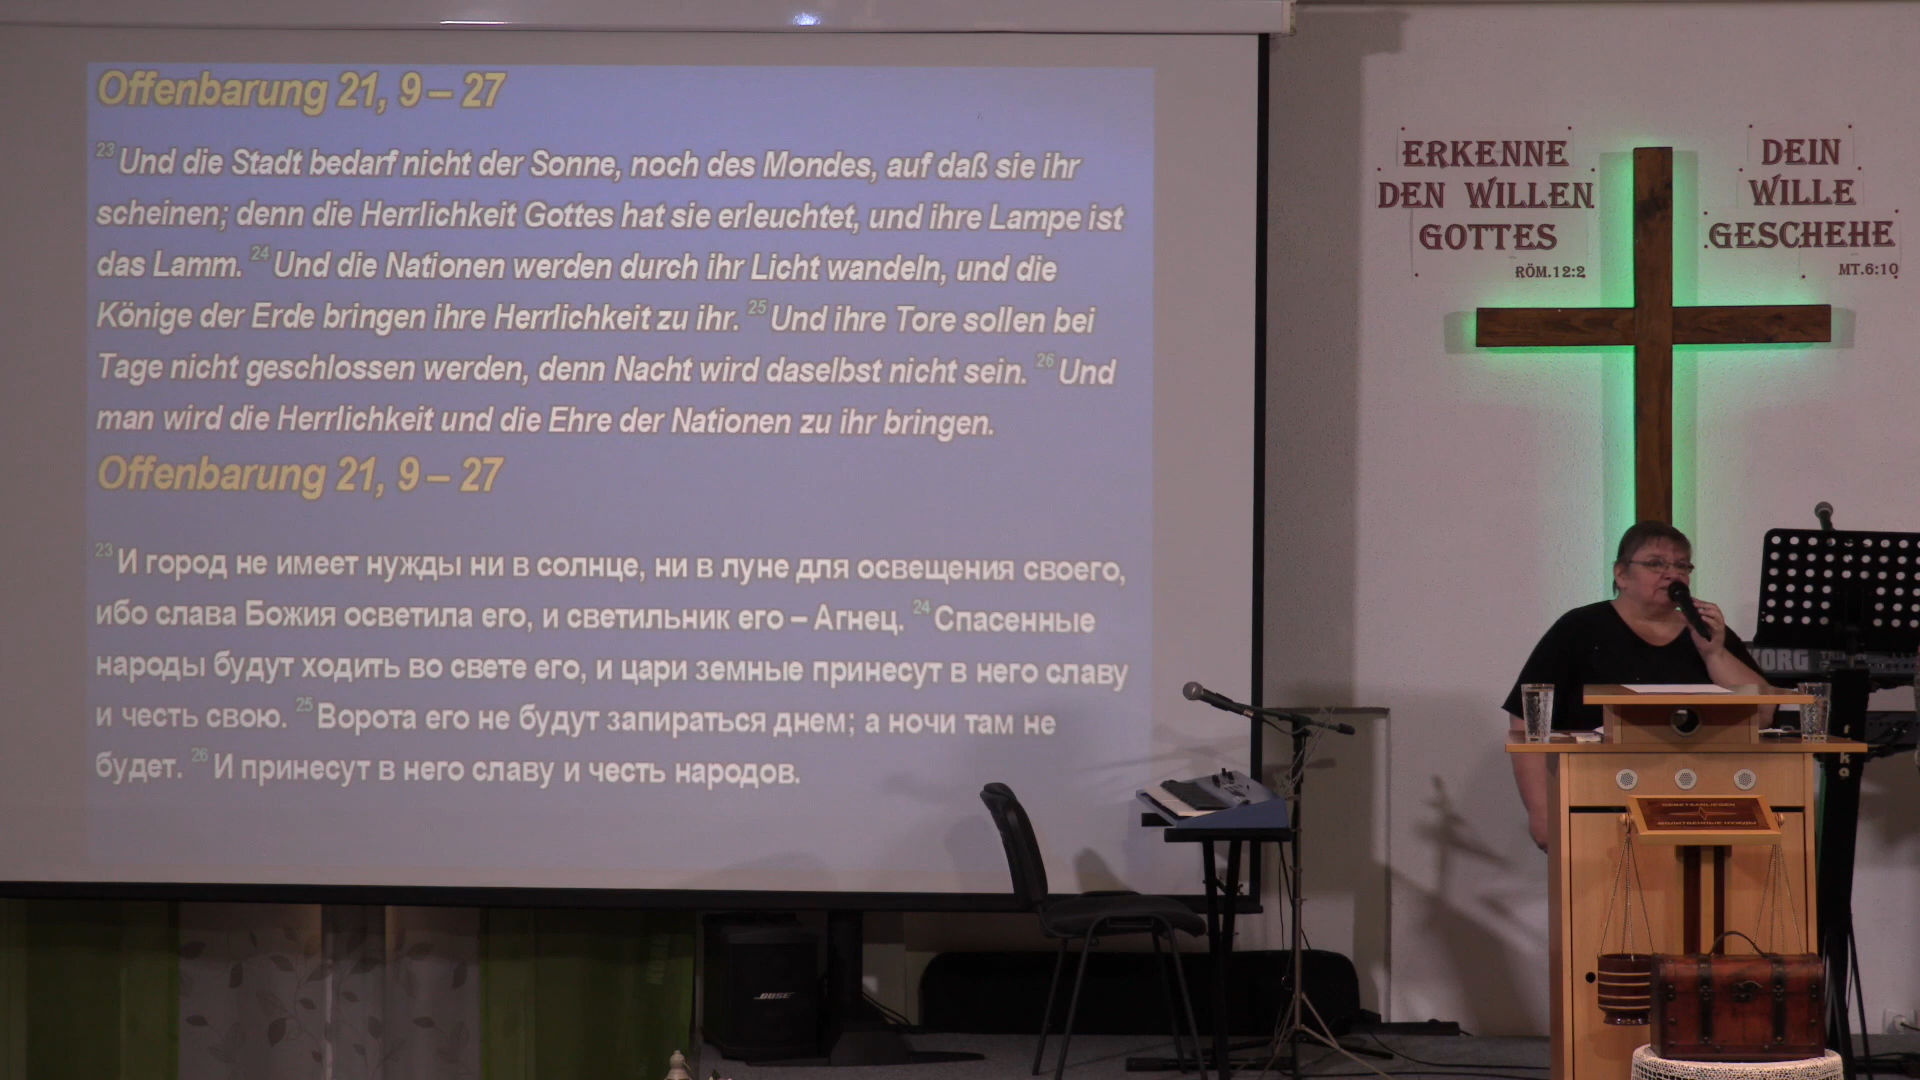 Offenbarung 21, 9 – 27
23 Und die Stadt bedarf nicht der Sonne, noch des Mondes, auf daß sie ihr
scheinen; denn die Herrlichkeit Gottes hat sie erleuchtet, und ihre Lampe ist
das Lamm. 24 Und die Nationen werden durch ihr Licht wandeln, und die
Könige der Erde bringen ihre Herrlichkeit zu ihr. 25 Und ihre Tore sollen bei
Tage nicht geschlossen werden, denn Nacht wird daselbst nicht sein. 26 Und
man wird die Herrlichkeit und die Ehre der Nationen zu ihr bringen.
Offenbarung 21, 9 – 27
23 И город не имеет нужды ни в солнце, ни в луне для освещения своего,
ибо слава Божия осветила его, и светильник его – Агнец. 24 Спасенные
народы будут ходить во свете его, и цари земные принесут в него славу
и честь свою. 25 Ворота его не будут запираться днем; а ночи там не
будет. 26 И принесут в него славу и честь народов.
ERKENNE
DEN WILLEN
GOTTES
RÖM.12:2
DEIN
WILLE
GESCHEHE
MT.6:10
KORG
BOSE
GEBETSANLIEGEN
МОЛИТВЕННЫЕ НУЖДЫ